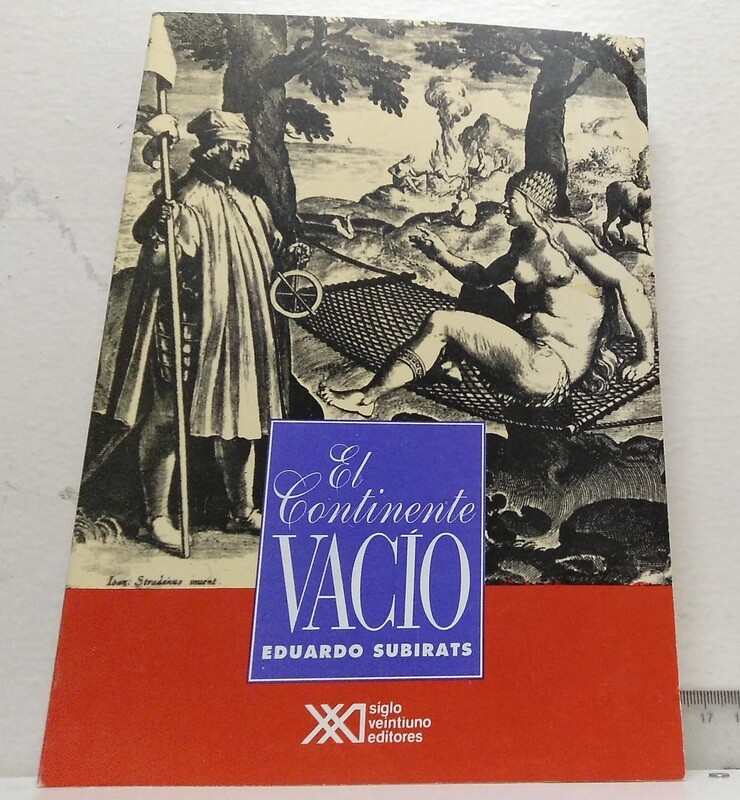 Ioan. Stradanus invent.
El
Continente
VACÍO
EDUARDO SUBIRATS
siglo
veintiuno
editores
17